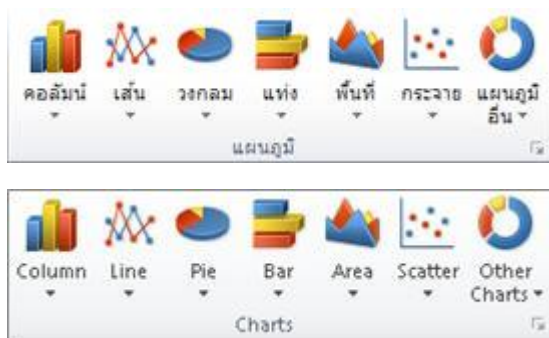 คอลัมน์ เส้น วงกลม แท่ง พื้นที่ กระจาย แผนภูมิ
อื่น
แผนภูมิ
Column Line Pie Bar Area Scatter Other
Charts
Charts